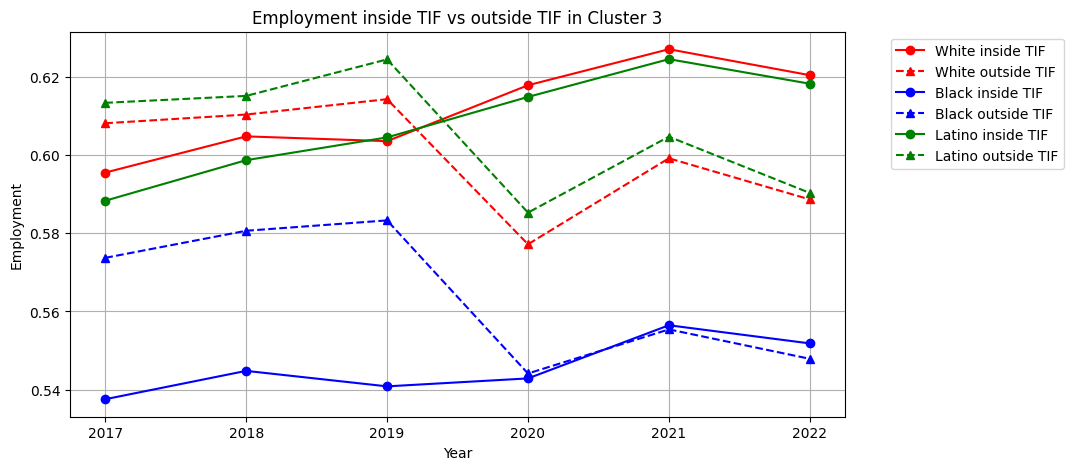 Employment inside TIF vs outside TIF in Cluster 3
Employment
0.62
0.60
0.58
0.56
0.54
2017 2018 2019 2020 2021 2022
Year
White inside TIF
White outside TIF
Black inside TIF
Black outside TIF
Latino inside TIF
Latino outside TIF